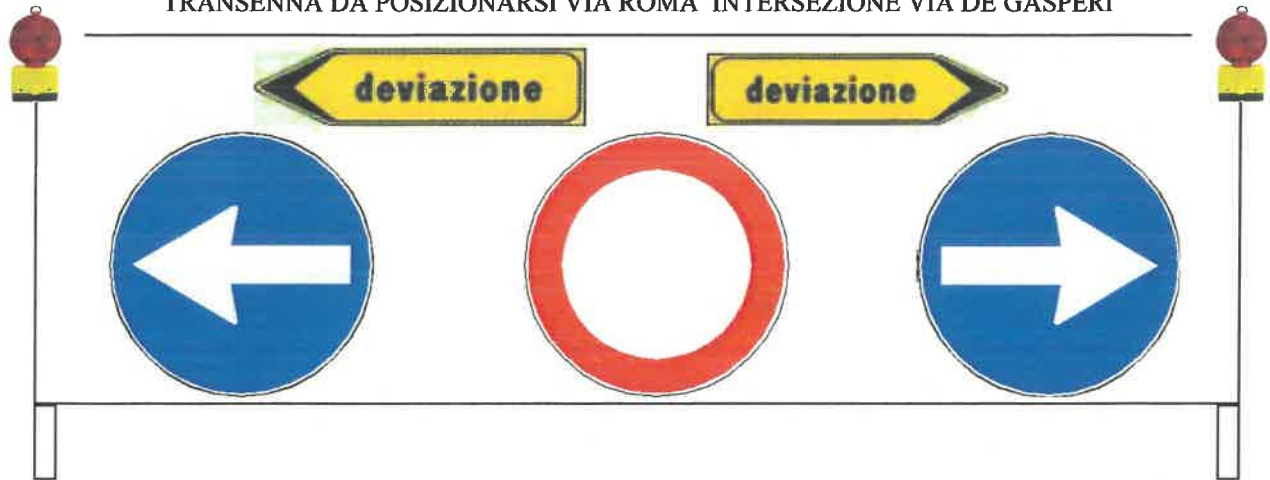 TRANSENNA DA POSIZIONARSI VIA ROMA INTERSEZIONE VIA DE GASPERI
deviazione deviazione